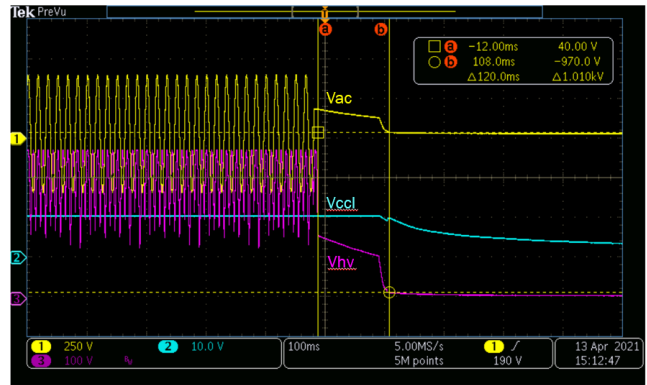 Tek PreVu
T
a b
a -12.00ms 40.00 V
b 108.0ms -970.0 V
Δ120.0ms Δ1.010kV
Vac
1
Vccl
2
Vhv
3
1 250 V 2 10.0 V 100ms 5.00MS/s 1 13 Apr 2021
3 100 V 5M points 190 V 15:12:47